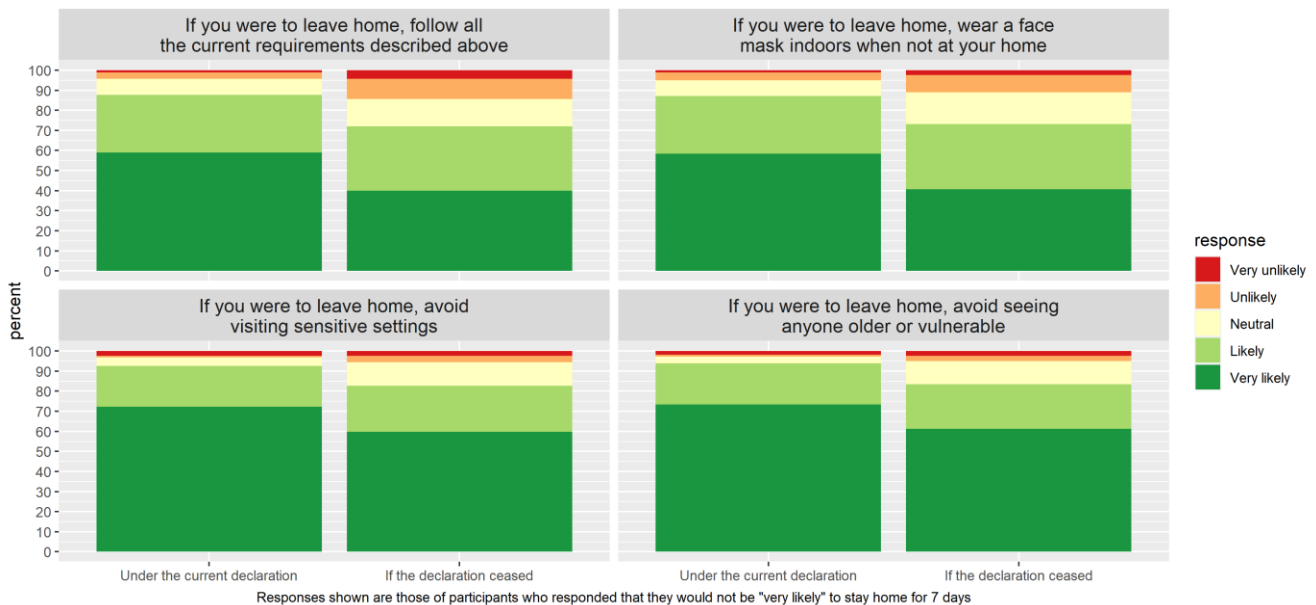 If you were to leave home, follow all
the current requirements described above
If you were to leave home, wear a face
mask indoors when not at your home
100
90
80
70
60
50
40
30
20
10
0
If you were to leave home, avoid
visiting sensitive settings
If you were to leave home, avoid seeing
anyone older or vulnerable
100
90
80
70
60
50
40
30
20
10
0
percent
Under the current declaration
If the declaration ceased
Under the current declaration
If the declaration ceased
Responses shown are those of participants who responded that they would not be "very likely" to stay home for 7 days
response
Very unlikely
Unlikely
Neutral
Likely
Very likely